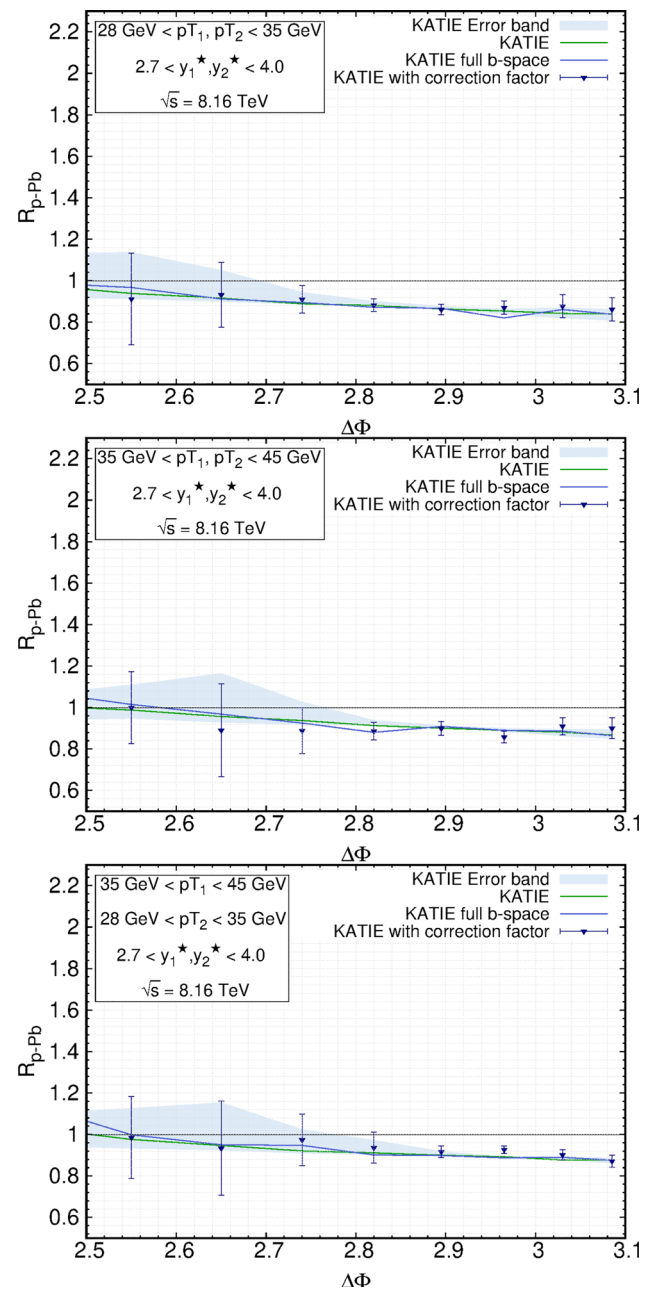 28 GeV < pT₁, pT₂ < 35 GeV
2.7 < y₁★,y₂★ < 4.0
√s = 8.16 TeV
KATIE Error band
KATIE
KATIE full b-space
KATIE with correction factor
2.2
2
1.8
1.6
1.4
1.2
1
0.8
0.6
R_p-Pb
2.5 2.6 2.7 2.8 2.9 3 3.1
ΔΦ
35 GeV < pT₁, pT₂ < 45 GeV
2.7 < y₁★,y₂★ < 4.0
√s = 8.16 TeV
KATIE Error band
KATIE
KATIE full b-space
KATIE with correction factor
2.2
2
1.8
1.6
1.4
1.2
1
0.8
0.6
R_p-Pb
2.5 2.6 2.7 2.8 2.9 3 3.1
ΔΦ
35 GeV < pT₁ < 45 GeV
28 GeV < pT₂ < 35 GeV
2.7 < y₁★,y₂★ < 4.0
√s = 8.16 TeV
KATIE Error band
KATIE
KATIE full b-space
KATIE with correction factor
2.2
2
1.8
1.6
1.4
1.2
1
0.8
0.6
R_p-Pb
2.5 2.6 2.7 2.8 2.9 3 3.1
ΔΦ